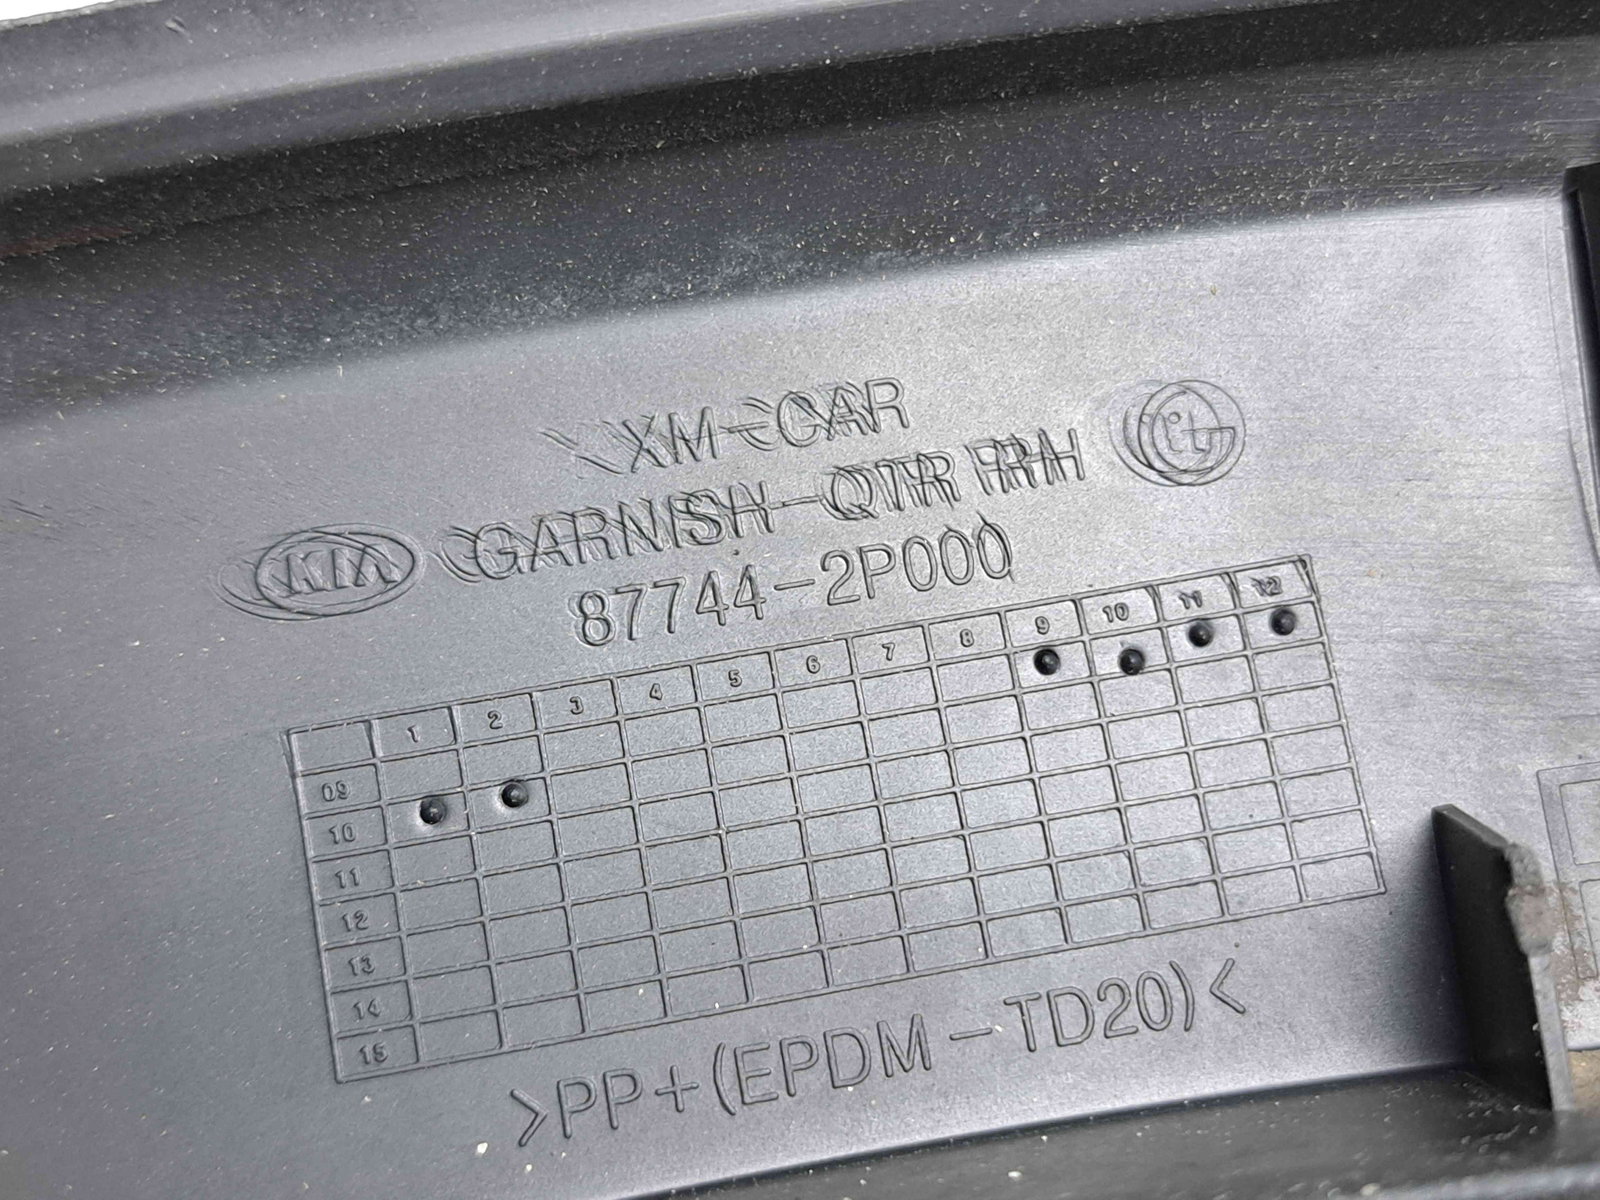 XM-CAR
KIA GARNISH-QTR RH
87744-2P000
1 2 3 4 5 6 7 8 9 10 11 12
09
10
11
12
13
14
15
>PP+(EPDM-TD20)<